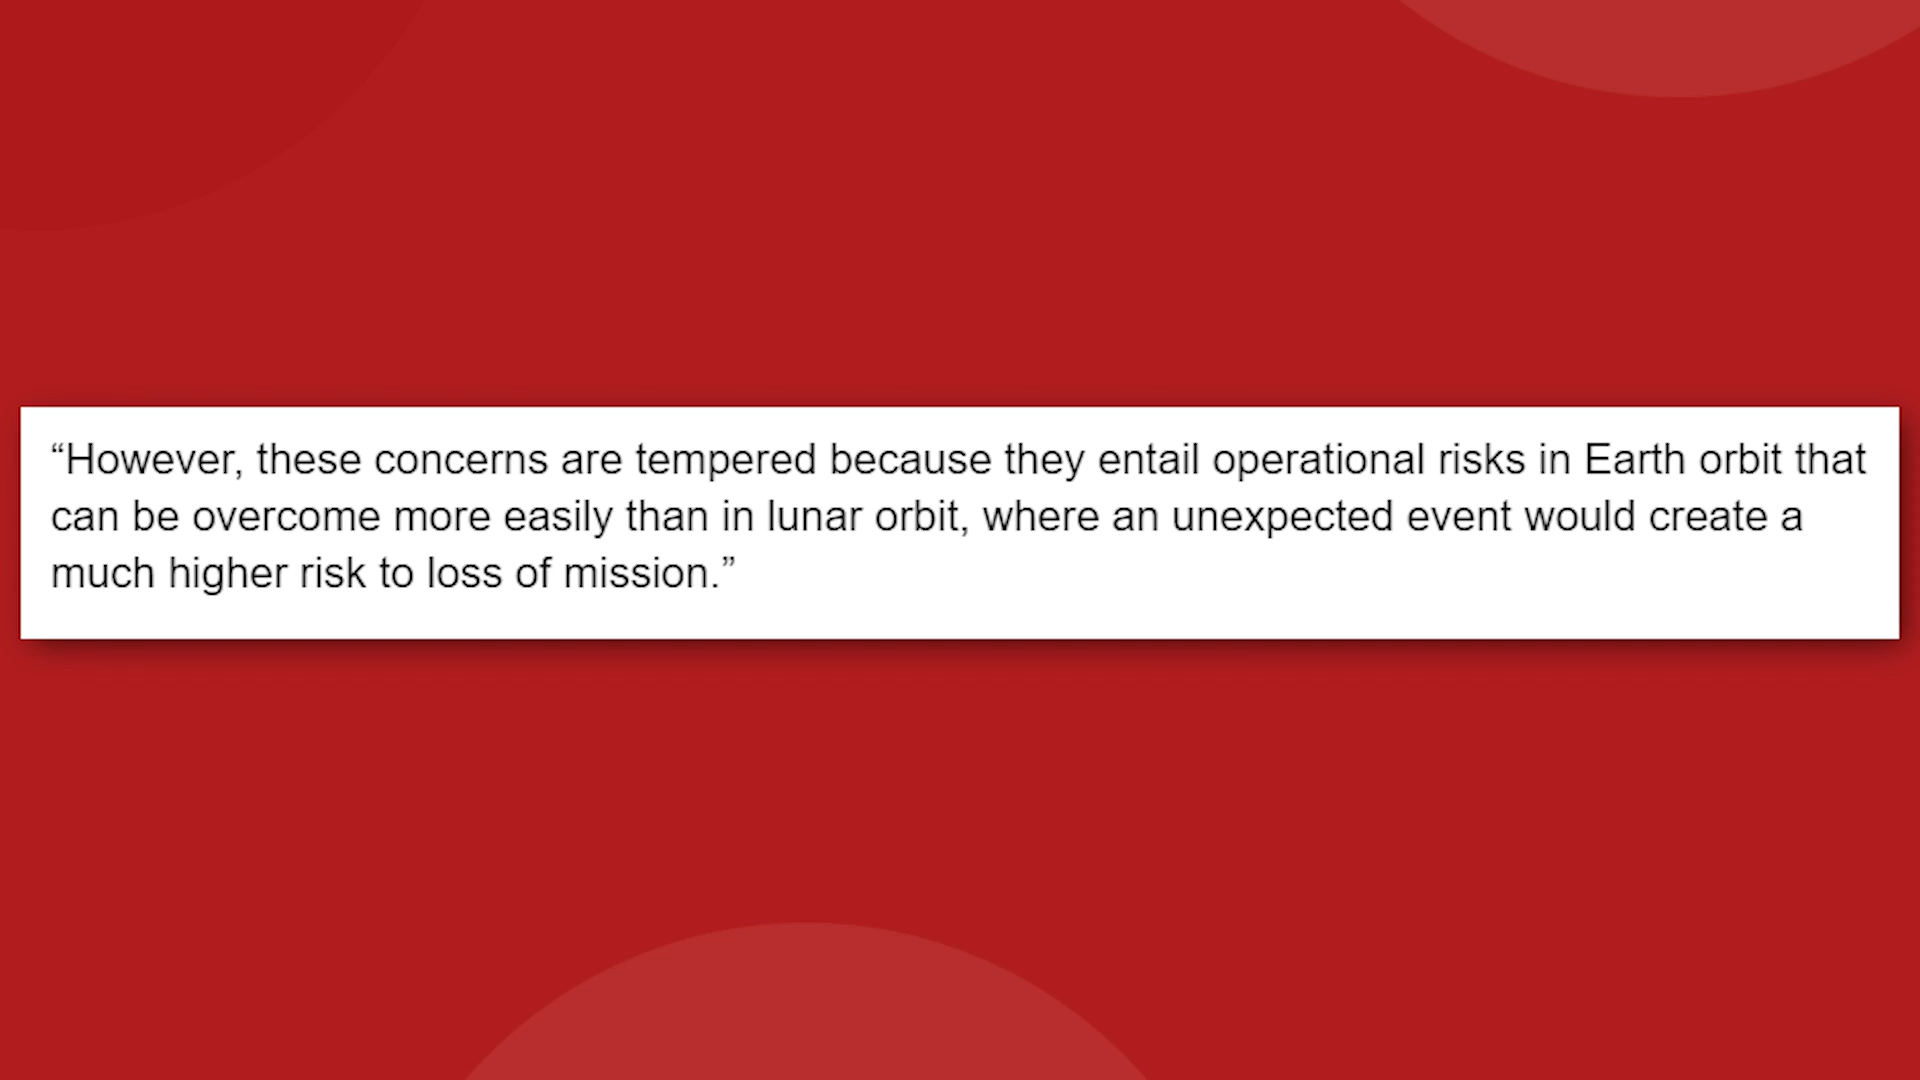 “However, these concerns are tempered because they entail operational risks in Earth orbit that
can be overcome more easily than in lunar orbit, where an unexpected event would create a
much higher risk to loss of mission.”